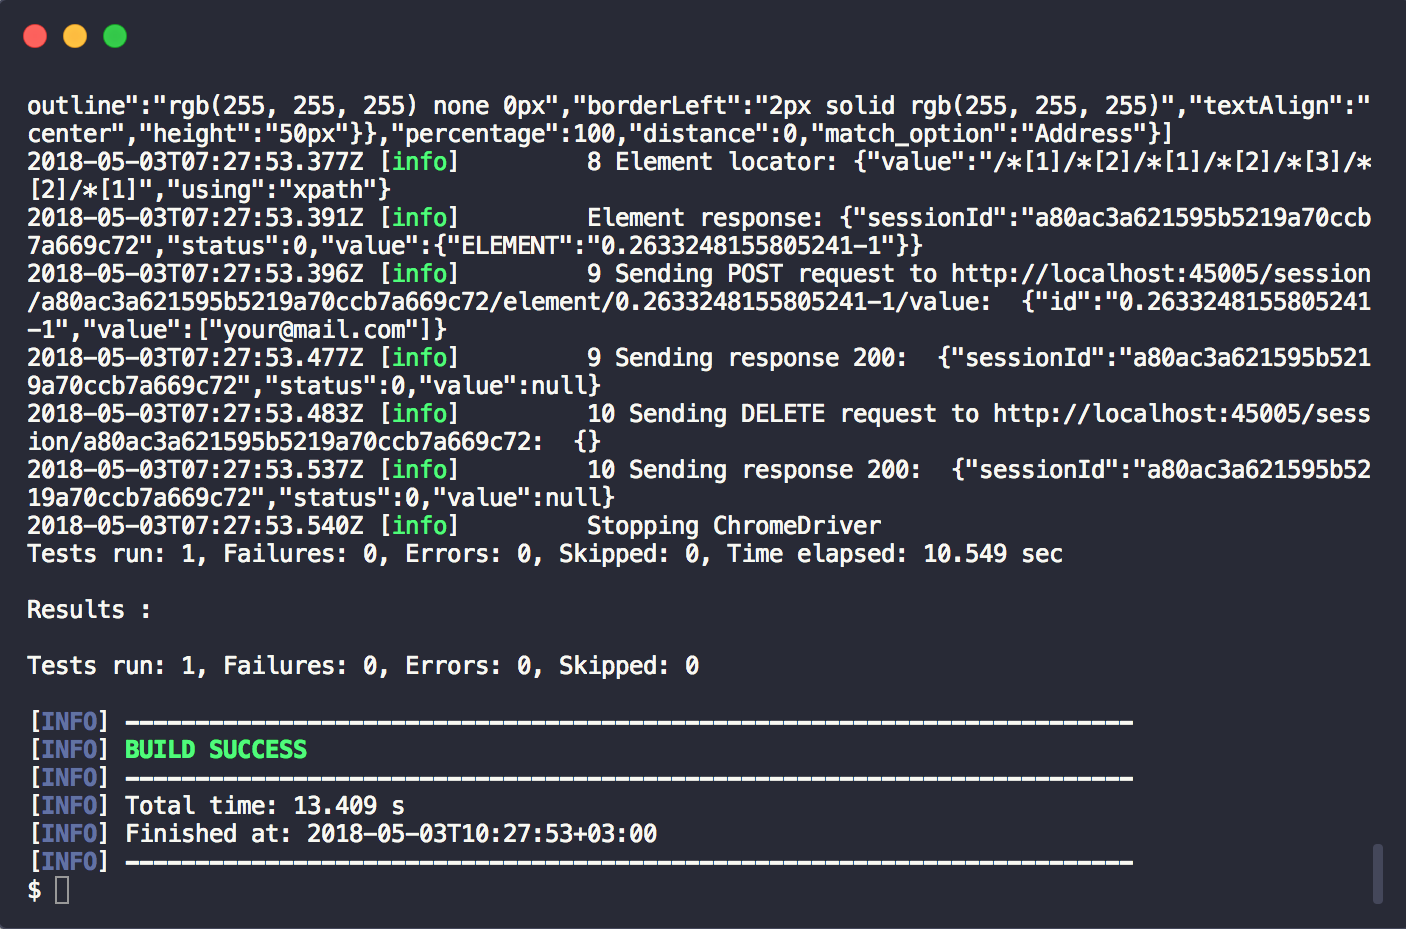 outline":"rgb(255, 255, 255) none 0px","borderLeft":"2px solid rgb(255, 255, 255)","textAlign":"
center","height":"50px"}},"percentage":100,"distance":0,"match_option":"Address"}]
2018-05-03T07:27:53.377Z [info]         8 Element locator: {"value":"/*[1]/*[2]/*[1]/*[2]/*[3]/*
[2]/*[1]","using":"xpath"}
2018-05-03T07:27:53.391Z [info]         Element response: {"sessionId":"a80ac3a621595b5219a70ccb
7a669c72","status":0,"value":{"ELEMENT":"0.2633248155805241-1"}}
2018-05-03T07:27:53.396Z [info]         9 Sending POST request to http://localhost:45005/session
/a80ac3a621595b5219a70ccb7a669c72/element/0.2633248155805241-1/value:  {"id":"0.2633248155805241
-1","value":["your@mail.com"]}
2018-05-03T07:27:53.477Z [info]         9 Sending response 200:  {"sessionId":"a80ac3a621595b521
9a70ccb7a669c72","status":0,"value":null}
2018-05-03T07:27:53.483Z [info]         10 Sending DELETE request to http://localhost:45005/sess
ion/a80ac3a621595b5219a70ccb7a669c72:  {}
2018-05-03T07:27:53.537Z [info]         10 Sending response 200:  {"sessionId":"a80ac3a621595b52
19a70ccb7a669c72","status":0,"value":null}
2018-05-03T07:27:53.540Z [info]         Stopping ChromeDriver
Tests run: 1, Failures: 0, Errors: 0, Skipped: 0, Time elapsed: 10.549 sec
Results :
Tests run: 1, Failures: 0, Errors: 0, Skipped: 0
[INFO] ------------------------------------------------------------------------
[INFO] BUILD SUCCESS
[INFO] ------------------------------------------------------------------------
[INFO] Total time: 13.409 s
[INFO] Finished at: 2018-05-03T10:27:53+03:00
[INFO] ------------------------------------------------------------------------
$